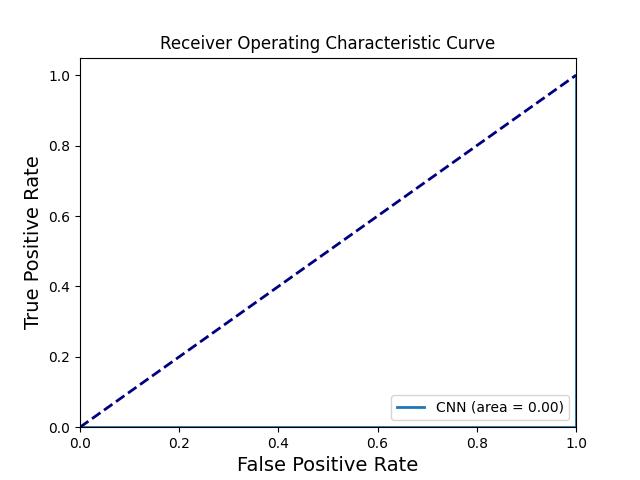 Receiver Operating Characteristic Curve
True Positive Rate
1.0
0.8
0.6
0.4
0.2
0.0
CNN (area = 0.00)
0.0 0.2 0.4 0.6 0.8 1.0
False Positive Rate